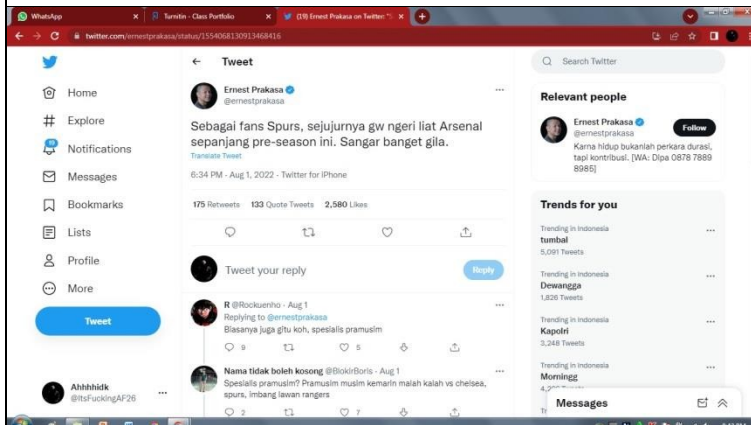 WhatsApp
Turnitin - Class Portfolio
(19) Ernest Prakasa on Twitter: "S
twitter.com/ernestprakasa/status/1554068130913468416
Home
Explore
Notifications
Messages
Bookmarks
Lists
Profile
More
Tweet
Ahhhhidk
@ItsFuckingAF26
Tweet
Ernest Prakasa
@ernestprakasa
Sebagai fans Spurs, sejujurnya gw ngeri liat Arsenal
sepanjang pre-season ini. Sangar banget gila.
Translate Tweet
6:34 PM · Aug 1, 2022 · Twitter for iPhone
175 Retweets 133 Quote Tweets 2,580 Likes
Tweet your reply
Reply
R @Rockuenho · Aug 1
Replying to @ernestprakasa
Biasanya juga gitu koh, spesialis pramusim
9 5
Nama tidak boleh kosong @BlokirBoris · Aug 1
Spesialis pramusim? Pramusim musim kemarin malah kalah vs chelsea,
spurs, imbang lawan rangers
2 7
Search Twitter
Relevant people
Ernest Prakasa
@ernestprakasa
Follow
Karna hidup bukanlah perkara durasi,
tapi kontribusi. [WA: Dipa 0878 7889
8985]
Trends for you
Trending in Indonesia
tumbal
5,091 Tweets
Trending in Indonesia
Dewangga
1,826 Tweets
Trending in Indonesia
Kapolri
3,248 Tweets
Trending in Indonesia
Morningg
Messages